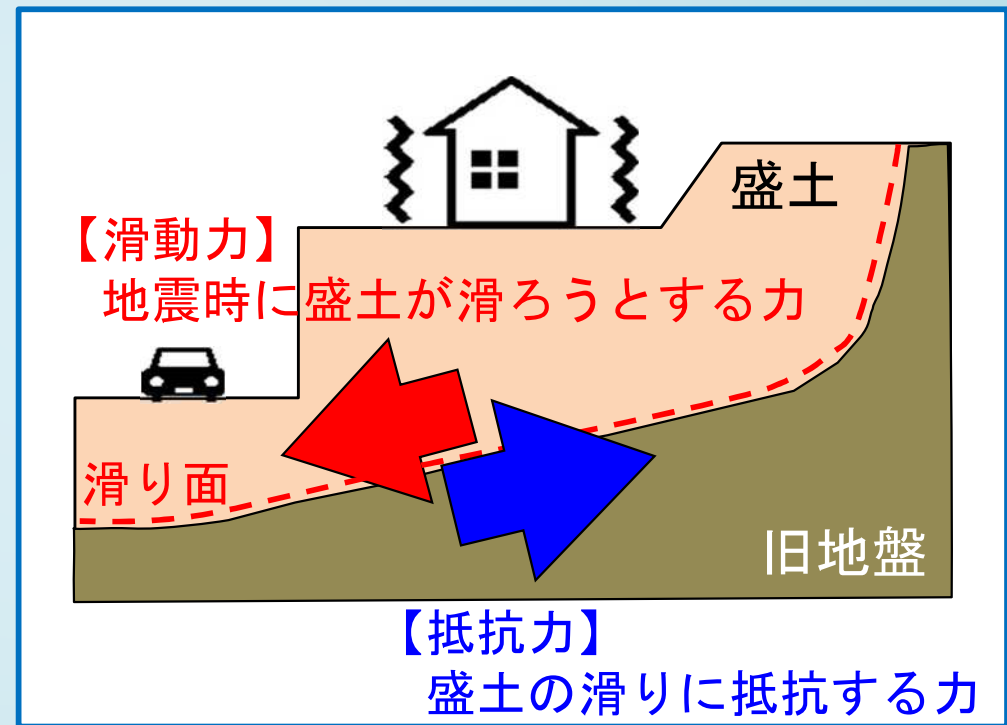 盛土
【滑動力】
地震時に盛土が滑ろうとする力
滑り面
旧地盤
【抵抗力】
盛土の滑りに抵抗する力